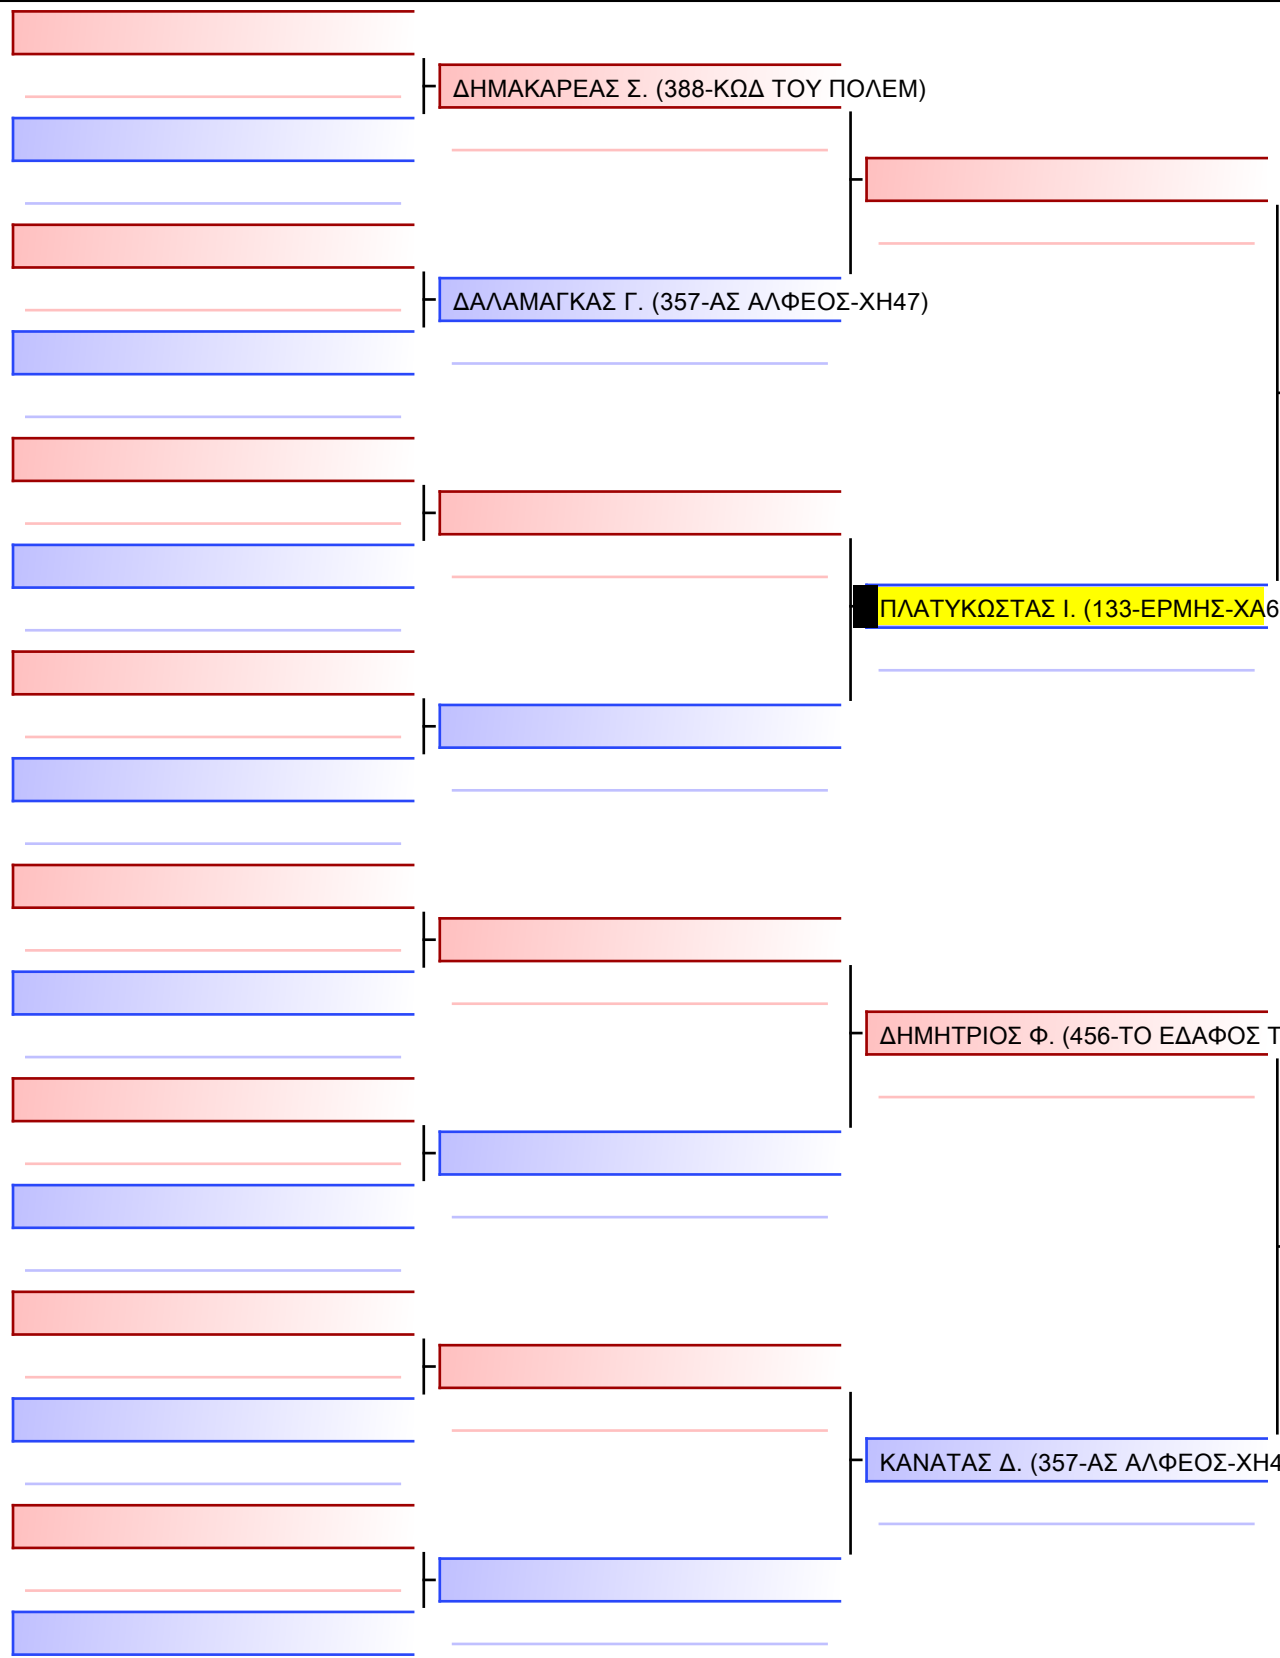 ΔΗΜΑΚΑΡΕΑΣ Σ. (388-ΚΩΔ ΤΟΥ ΠΟΛΕΜ)
ΔΑΛΑΜΑΓΚΑΣ Γ. (357-ΑΣ ΑΛΦΕΟΣ-ΧΗ47)
ΠΛΑΤΥΚΩΣΤΑΣ Ι. (133-ΕΡΜΗΣ-ΧΑ6
ΔΗΜΗΤΡΙΟΣ Φ. (456-ΤΟ ΕΔΑΦΟΣ Τ
ΚΑΝΑΤΑΣ Δ. (357-ΑΣ ΑΛΦΕΟΣ-ΧΗ4